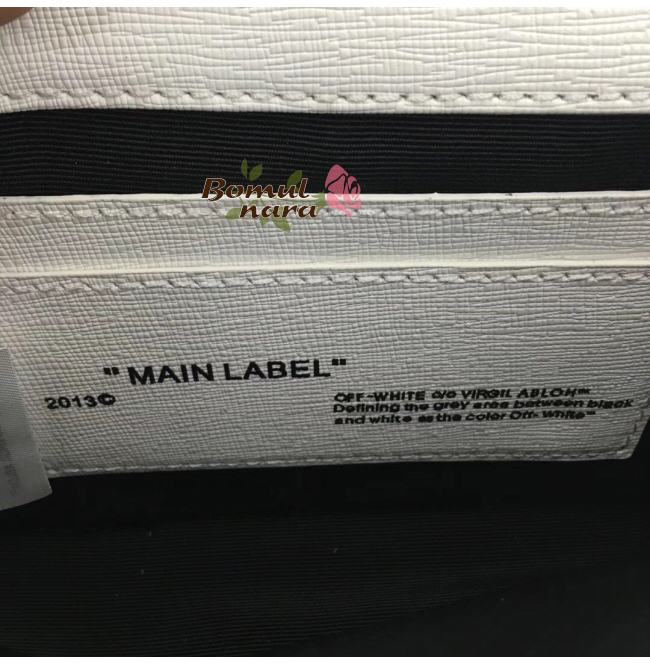 Bomul
nara
" MAIN LABEL"
2013©
OFF-WHITE c/o VIRGIL ABLOH™
Defining the grey area between black
and white as the color Off-White™